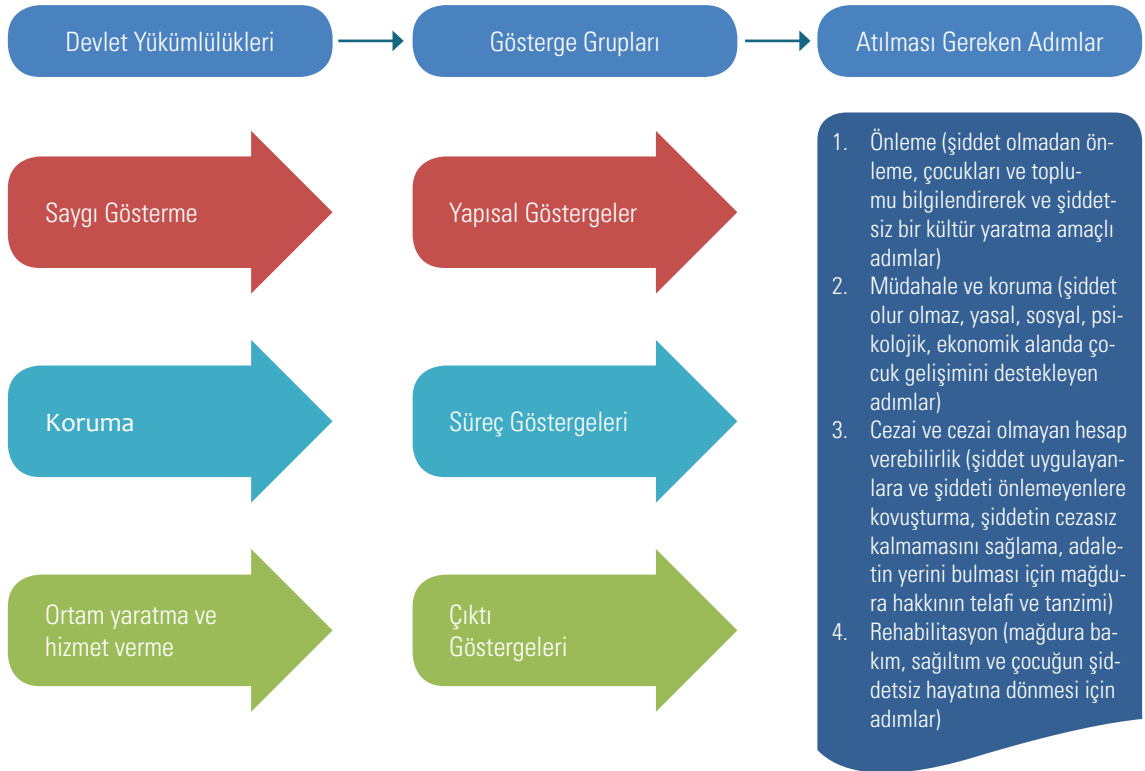 Devlet Yükümlülükleri
Gösterge Grupları
Atılması Gereken Adımlar
Saygı Gösterme
Yapısal Göstergeler
Koruma
Süreç Göstergeleri
Ortam yaratma ve
hizmet verme
Çıktı
Göstergeleri
1. Önleme (şiddet olmadan ön-
leme, çocukları ve toplu-
mu bilgilendirerek ve şiddet-
siz bir kültür yaratma amaçlı
adımlar)
2. Müdahale ve koruma (şiddet
olur olmaz, yasal, sosyal, psi-
kolojik, ekonomik alanda ço-
cuk gelişimini destekleyen
adımlar)
3. Cezai ve cezai olmayan hesap
verebilirlik (şiddet uygulayan-
lara ve şiddeti önlemeyenlere
kovuşturma, şiddetin cezasız
kalmamasını sağlama, adale-
tin yerini bulması için mağdu-
ra hakkının telafi ve tanzimi)
4. Rehabilitasyon (mağdura ba-
kım, sağıltım ve çocuğun şid-
detsiz hayatına dönmesi için
adımlar)